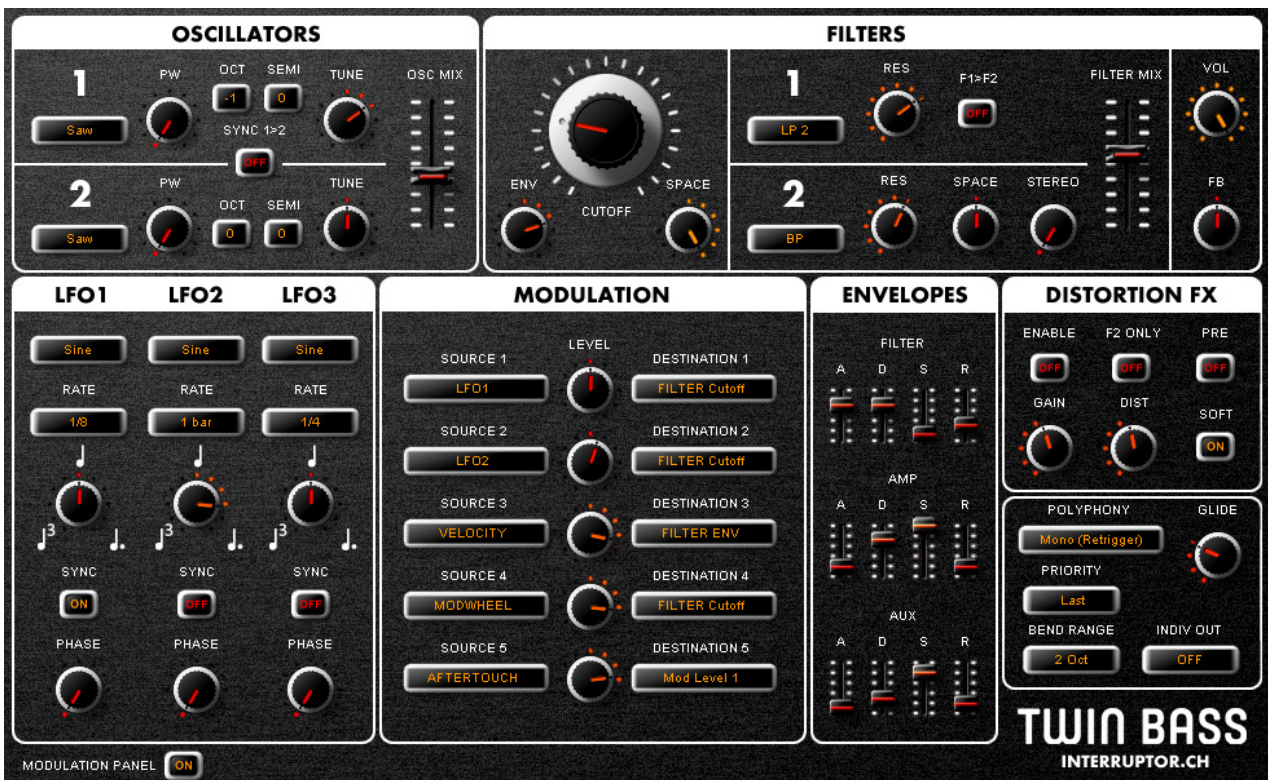 OSCILLATORS
1
PW
OCT
SEMI
TUNE
OSC MIX
Saw
-1
0
SYNC 1>2
OFF
2
PW
OCT
SEMI
TUNE
Saw
0
0
FILTERS
ENV
CUTOFF
SPACE
1
RES
F1>F2
FILTER MIX
LP 2
OFF
2
RES
SPACE
STEREO
BP
VOL
FB
LFO1
LFO2
LFO3
Sine
Sine
Sine
RATE
RATE
RATE
1/8
1 bar
1/4
3
3
3
SYNC
SYNC
SYNC
ON
OFF
OFF
PHASE
PHASE
PHASE
MODULATION
LEVEL
SOURCE 1
DESTINATION 1
LFO1
FILTER Cutoff
SOURCE 2
DESTINATION 2
LFO2
FILTER Cutoff
SOURCE 3
DESTINATION 3
VELOCITY
FILTER ENV
SOURCE 4
DESTINATION 4
MODWHEEL
FILTER Cutoff
SOURCE 5
DESTINATION 5
AFTERTOUCH
Mod Level 1
ENVELOPES
FILTER
A D S R
AMP
A D S R
AUX
A D S R
DISTORTION FX
ENABLE
F2 ONLY
PRE
OFF
OFF
OFF
GAIN
DIST
SOFT
ON
POLYPHONY
GLIDE
Mono (Retrigger)
PRIORITY
Last
BEND RANGE
INDIV OUT
2 Oct
OFF
TWIN BASS
INTERRUPTOR.CH
MODULATION PANEL
ON